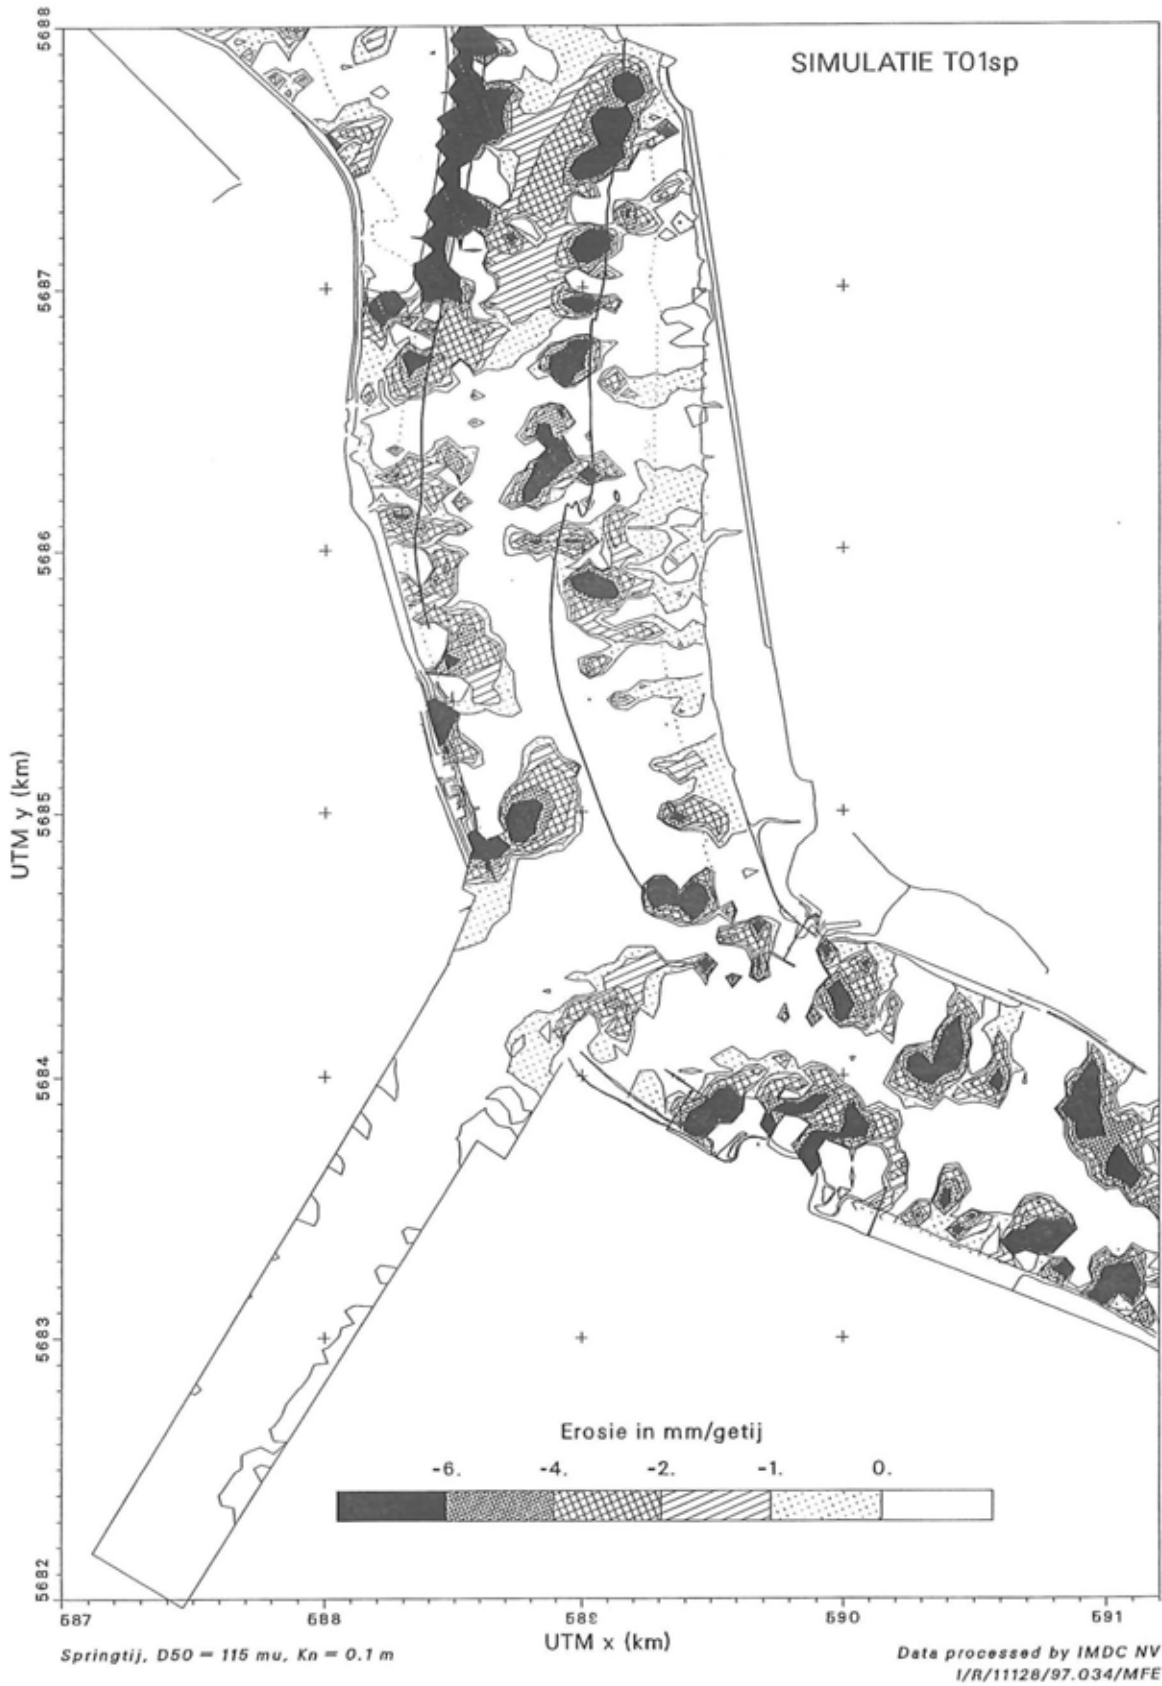 SIMULATIE T01sp
5688
5687
5686
5685
5684
5683
5682
UTM y (km)
Erosie in mm/getij
-6. -4. -2. -1. 0.
587 588 589 590 591
UTM x (km)
Springtij, D50 = 115 mu, Kn = 0.1 m
Data processed by IMDC NV
I/R/11128/97.034/MFE